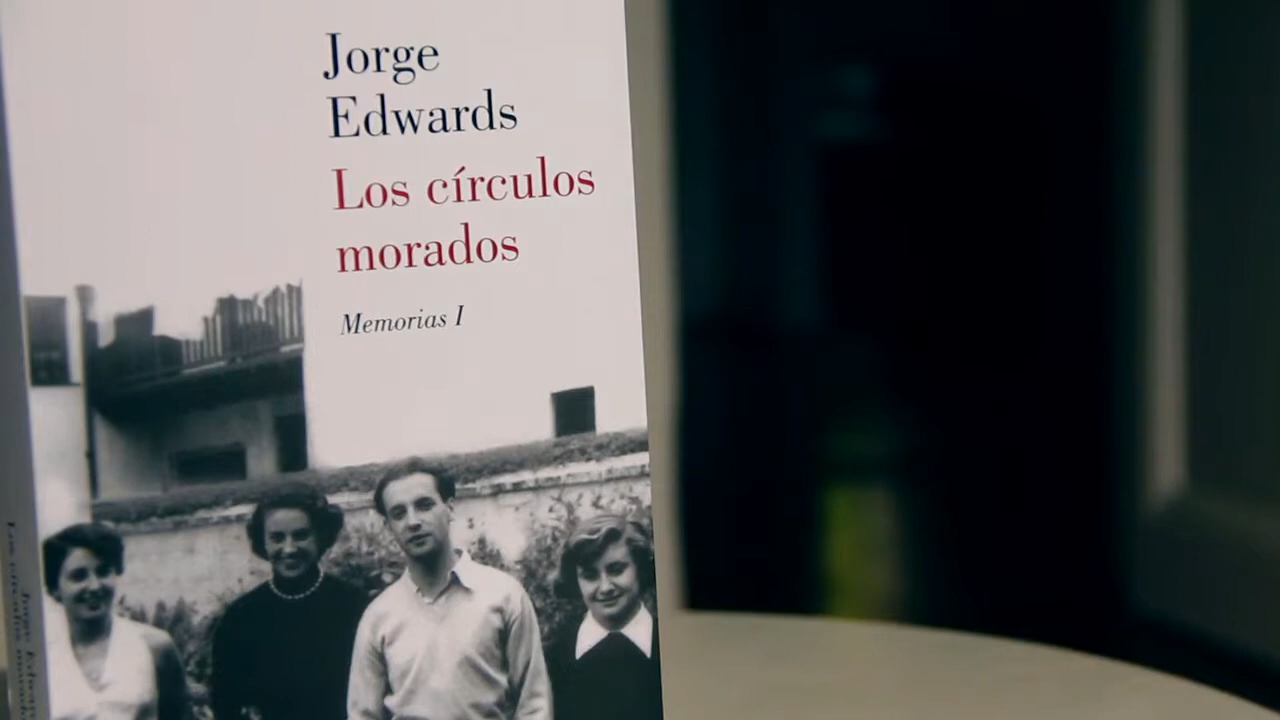 Jorge
Edwards
Los círculos
morados
Memorias I